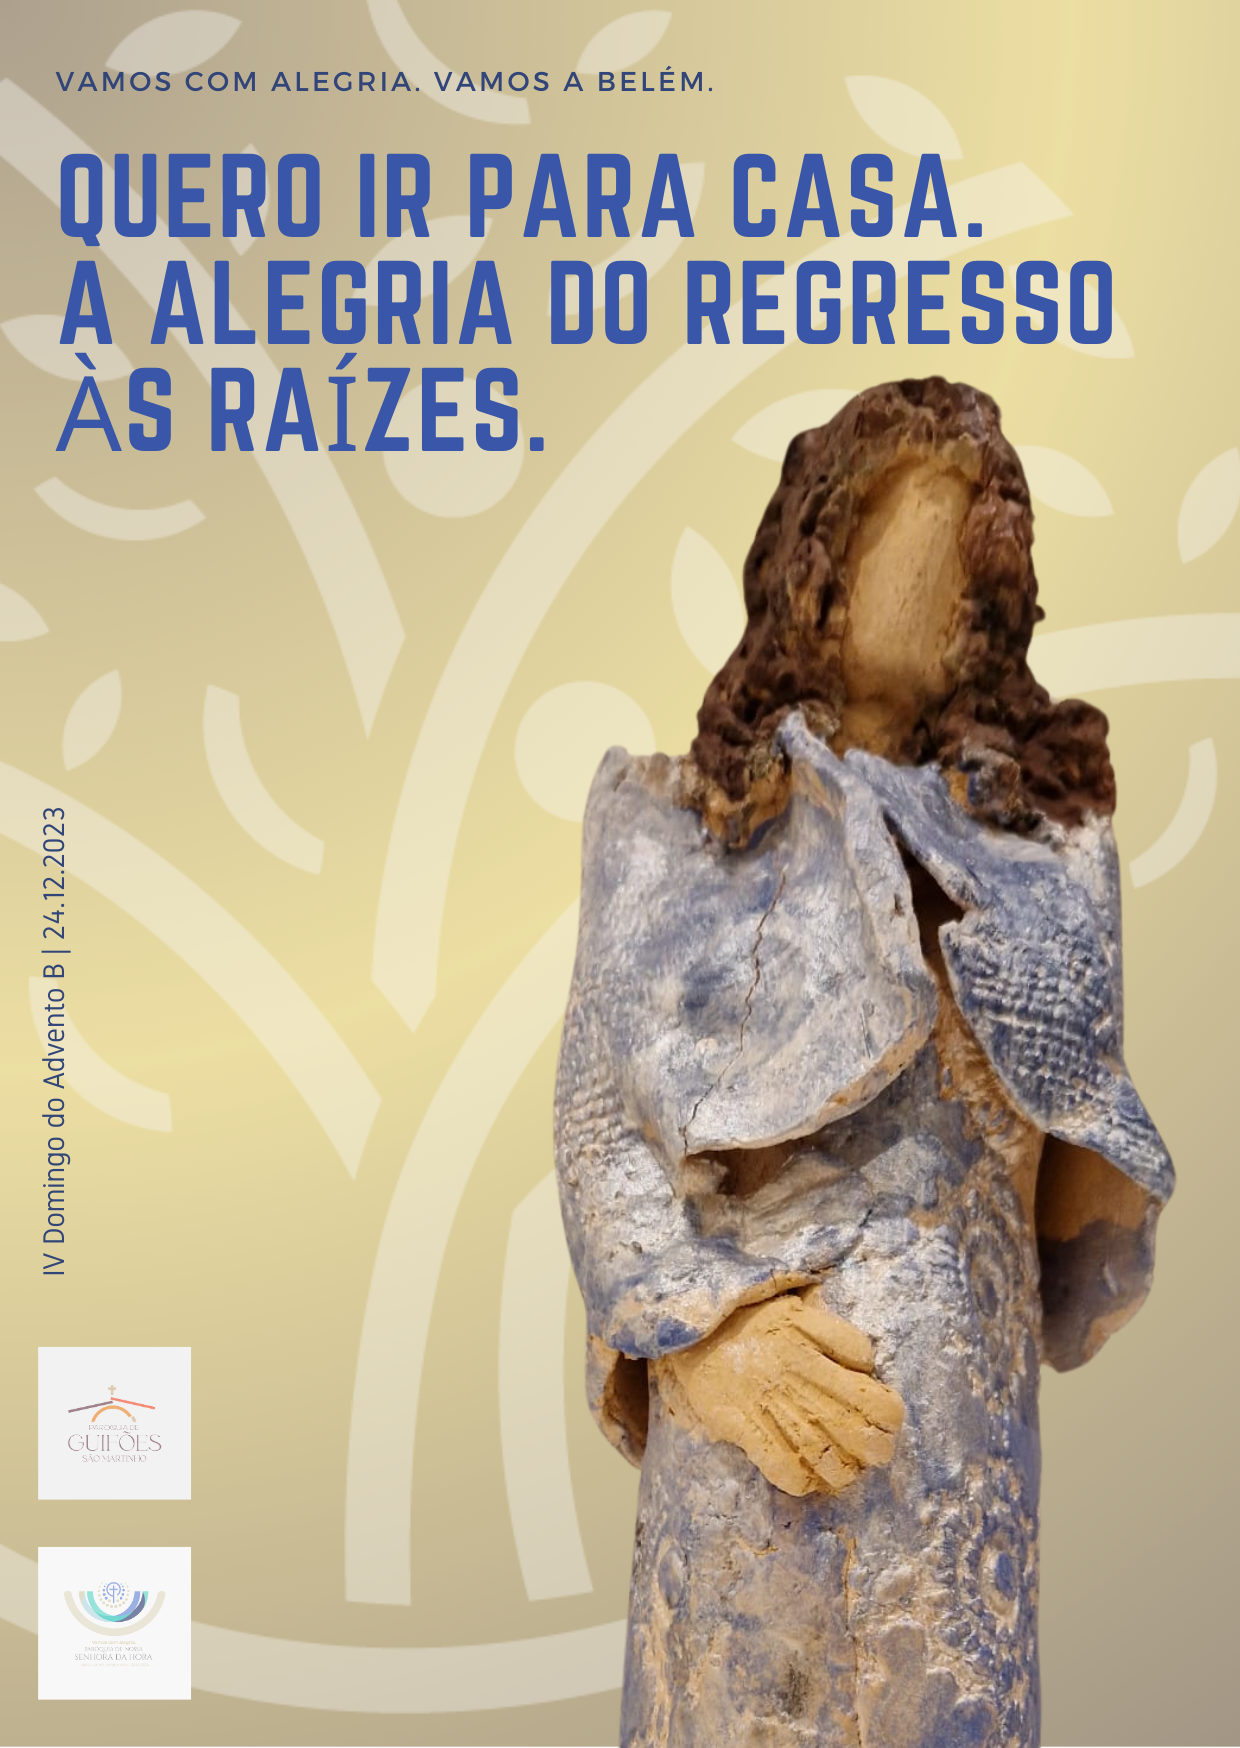 VAMOS COM ALEGRIA. VAMOS A BELÉM.
QUERO IR PARA CASA.
A ALEGRIA DO REGRESSO
ÀS RAÍZES.
IV Domingo do Advento B | 24.12.2023
PARÓQUIA DE
GUIFÕES
SÃO MARTINHO
PARÓQUIA DE NOSSA
SENHORA DA HORA